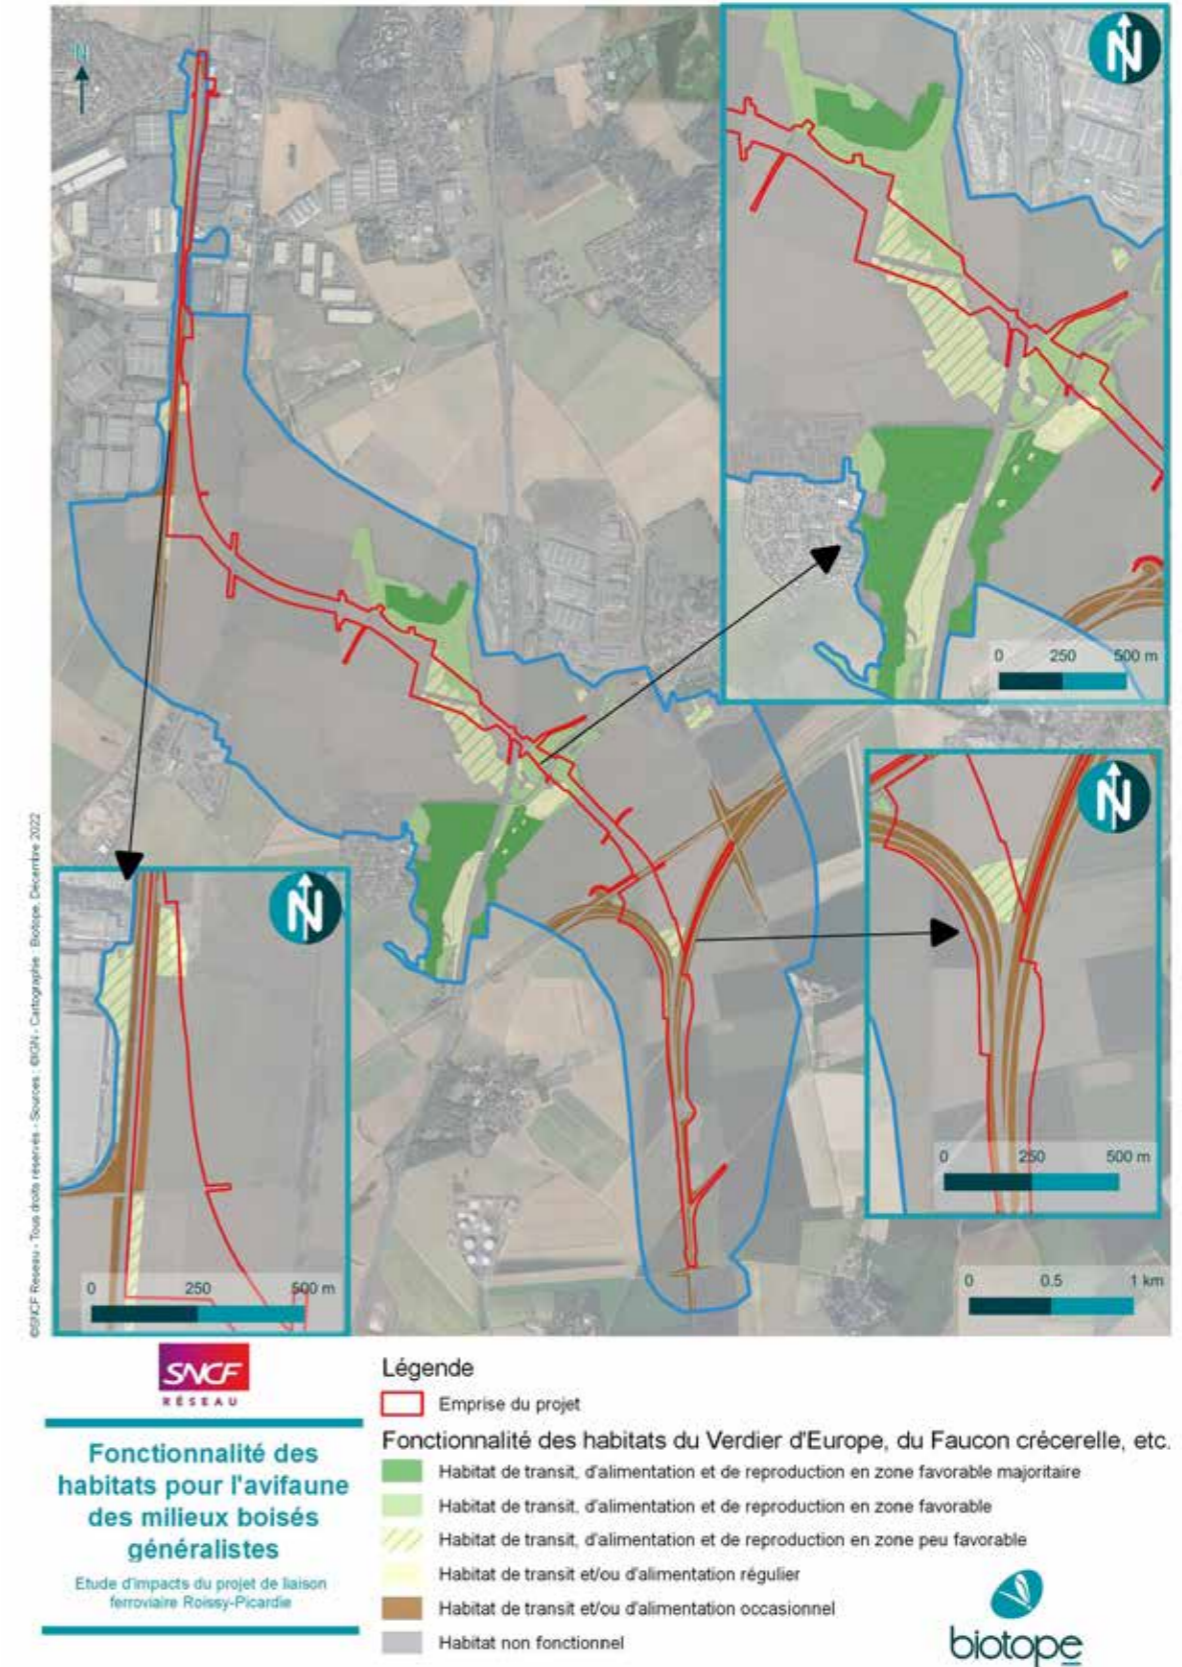 N
N
0 250 500 m
N
0 250 500 m
N
0 250 500 m
0 0.5 1 km
©SNCF Reseau - Tous droits réservés - Sources : ©IGN - Cartographie : Biotope, Décembre 2022
SNCF
RÉSEAU
Fonctionnalité des
habitats pour l'avifaune
des milieux boisés
généralistes
Etude d'impacts du projet de liaison
ferroviaire Roissy-Picardie
Légende
Emprise du projet
Fonctionnalité des habitats du Verdier d'Europe, du Faucon crécerelle, etc.
Habitat de transit, d'alimentation et de reproduction en zone favorable majoritaire
Habitat de transit, d'alimentation et de reproduction en zone favorable
Habitat de transit, d'alimentation et de reproduction en zone peu favorable
Habitat de transit et/ou d'alimentation régulier
Habitat de transit et/ou d'alimentation occasionnel
Habitat non fonctionnel
biotope